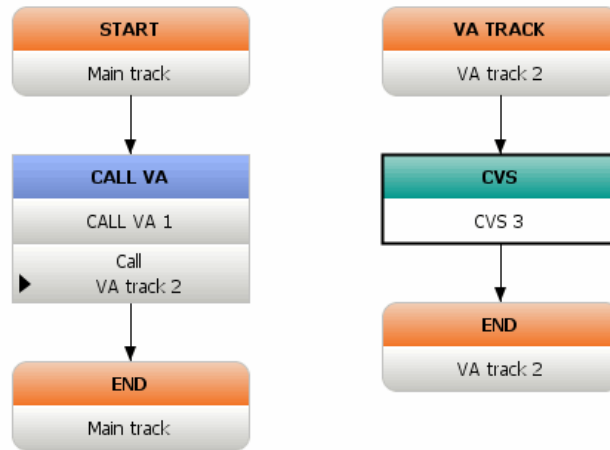 START
Main track
CALL VA
CALL VA 1
Call
VA track 2
END
Main track
VA TRACK
VA track 2
CVS
CVS 3
END
VA track 2